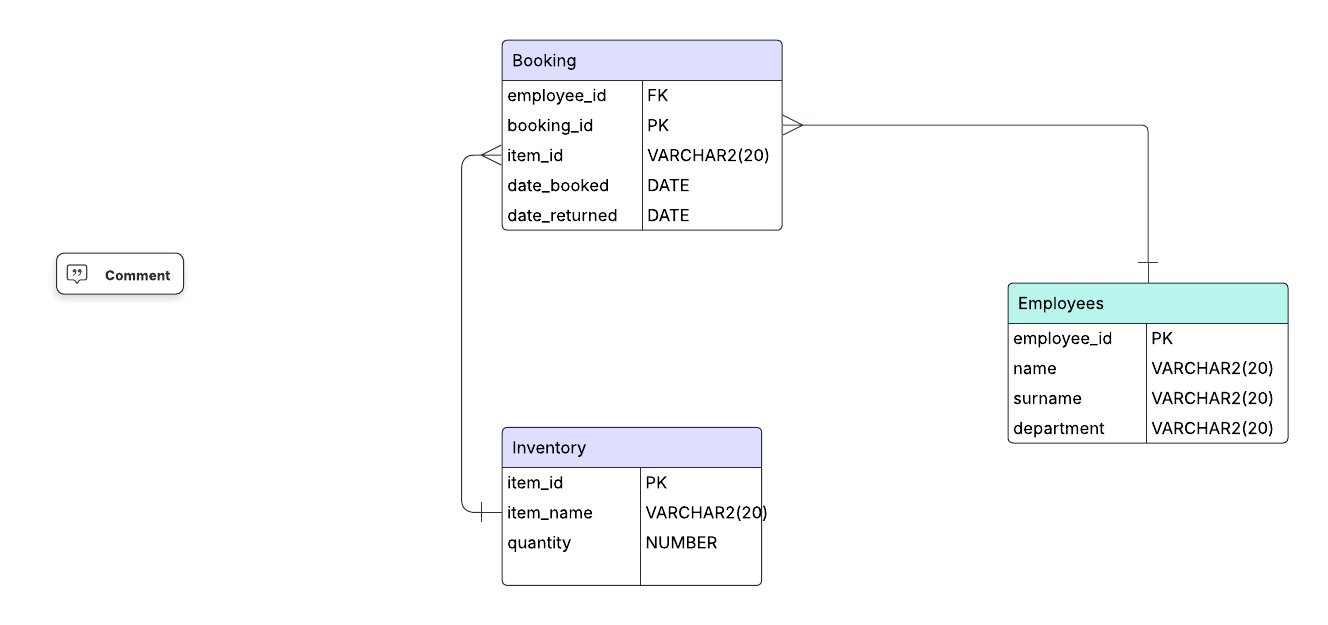 Booking
employee_id FK
booking_id PK
item_id VARCHAR2(20)
date_booked DATE
date_returned DATE
Comment
Employees
employee_id PK
name VARCHAR2(20)
surname VARCHAR2(20)
department VARCHAR2(20)
Inventory
item_id PK
item_name VARCHAR2(20)
quantity NUMBER